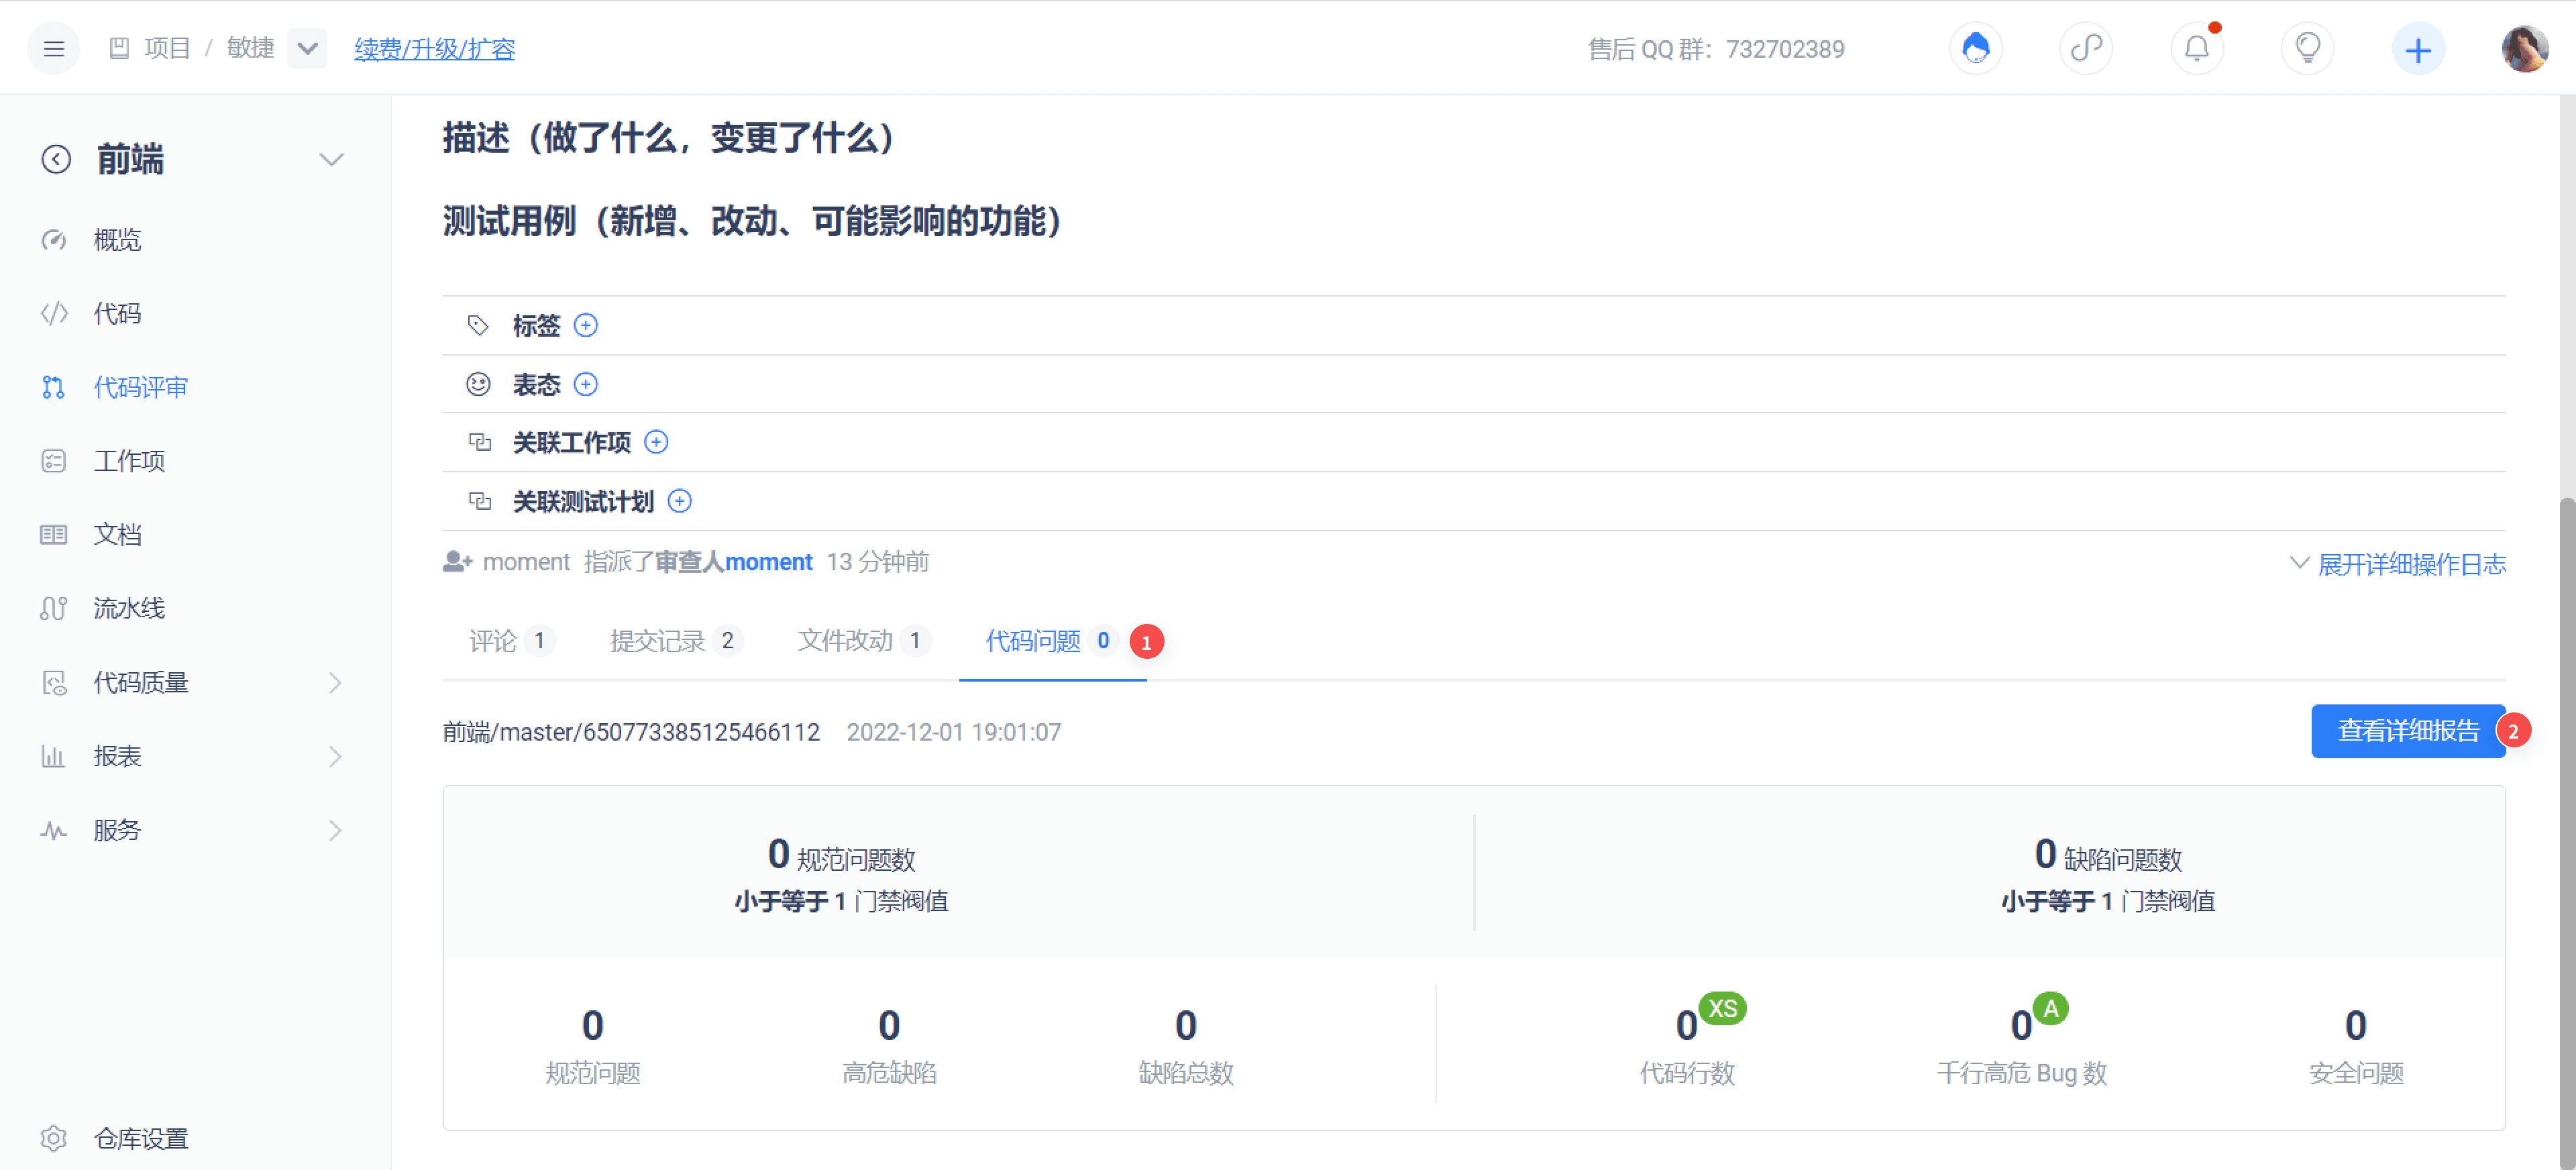 项目 / 敏捷 续费/升级/扩容 售后 QQ 群：732702389
前端
概览
代码
代码评审
工作项
文档
流水线
代码质量
报表
服务
仓库设置
描述（做了什么，变更了什么）
测试用例（新增、改动、可能影响的功能）
标签
表态
关联工作项
关联测试计划
moment 指派了审查人moment 13 分钟前 展开详细操作日志
评论 1 提交记录 2 文件改动 1 代码问题 0 1
前端/master/650773385125466112 2022-12-01 19:01:07 查看详细报告 2
0 规范问题数 0 缺陷问题数
小于等于 1 门禁阀值 小于等于 1 门禁阀值
0 0 0 0 XS 0 A 0
规范问题 高危缺陷 缺陷总数 代码行数 千行高危 Bug 数 安全问题